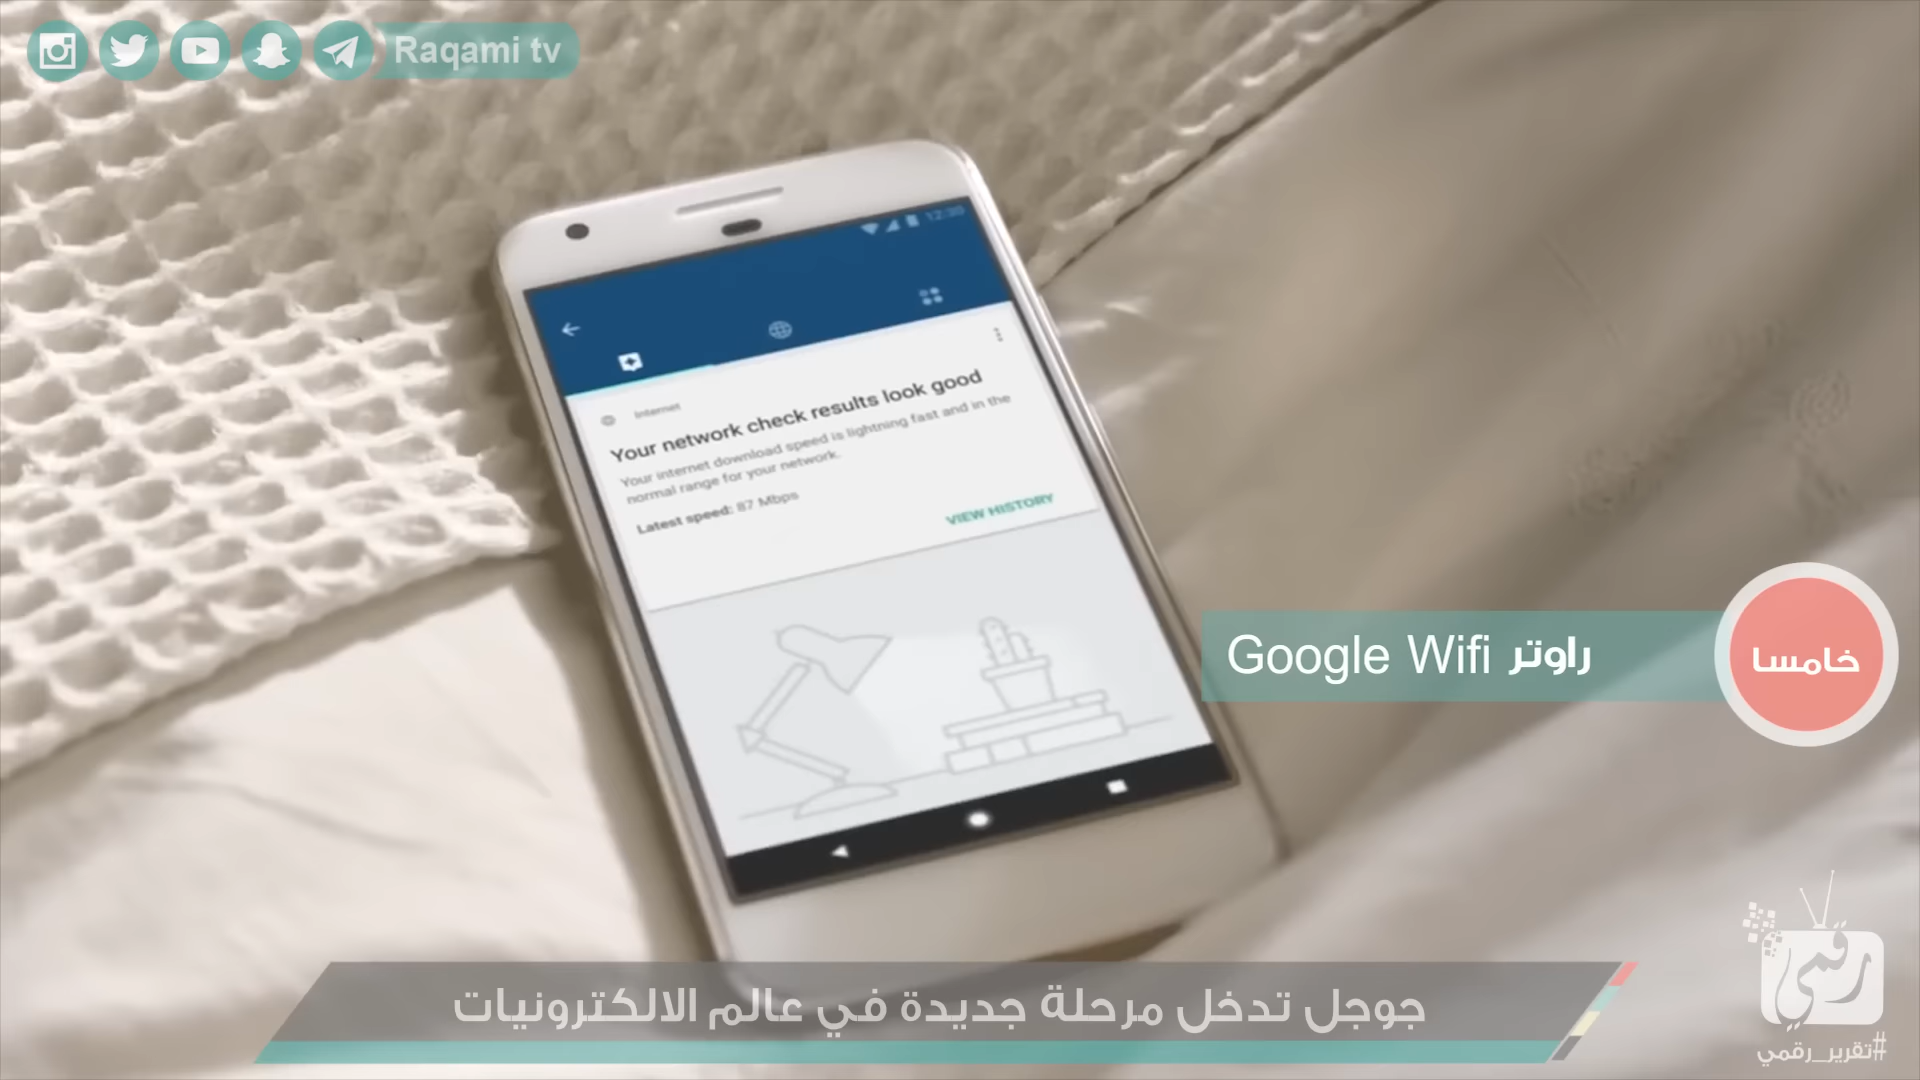 Raqami tv
12:30
Internet
Your network check results look good
Your internet download speed is lightning fast and in the
normal range for your network.
Latest speed: 87 Mbps
VIEW HISTORY
راوتر Google Wifi
خامسا
جوجل تدخل مرحلة جديدة في عالم الالكترونيات
رقمي
#تقرير_رقمي